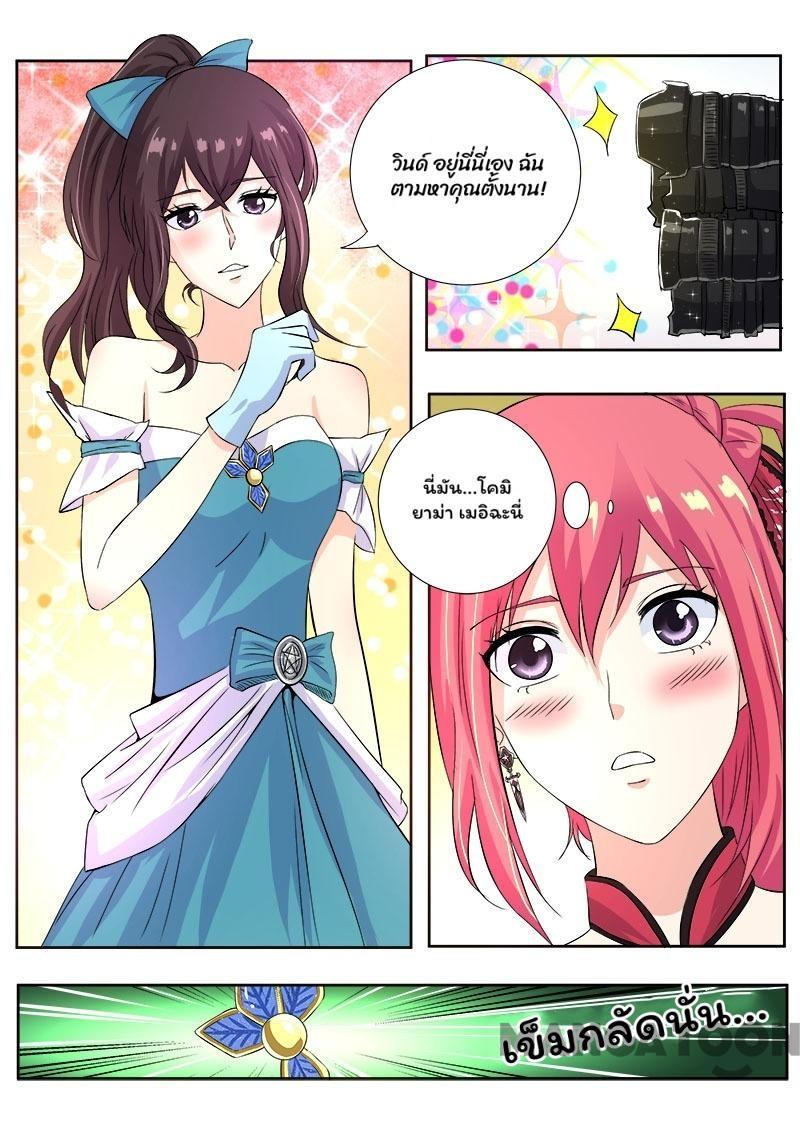 วินด์ อยู่นี่นี่เอง ฉัน
ตามหาคุณตั้งนาน!
นี่มัน...โคมิ
ยาม่า เมอิฉะนี่
เข็มกลัดนั่น...
MANGATOON